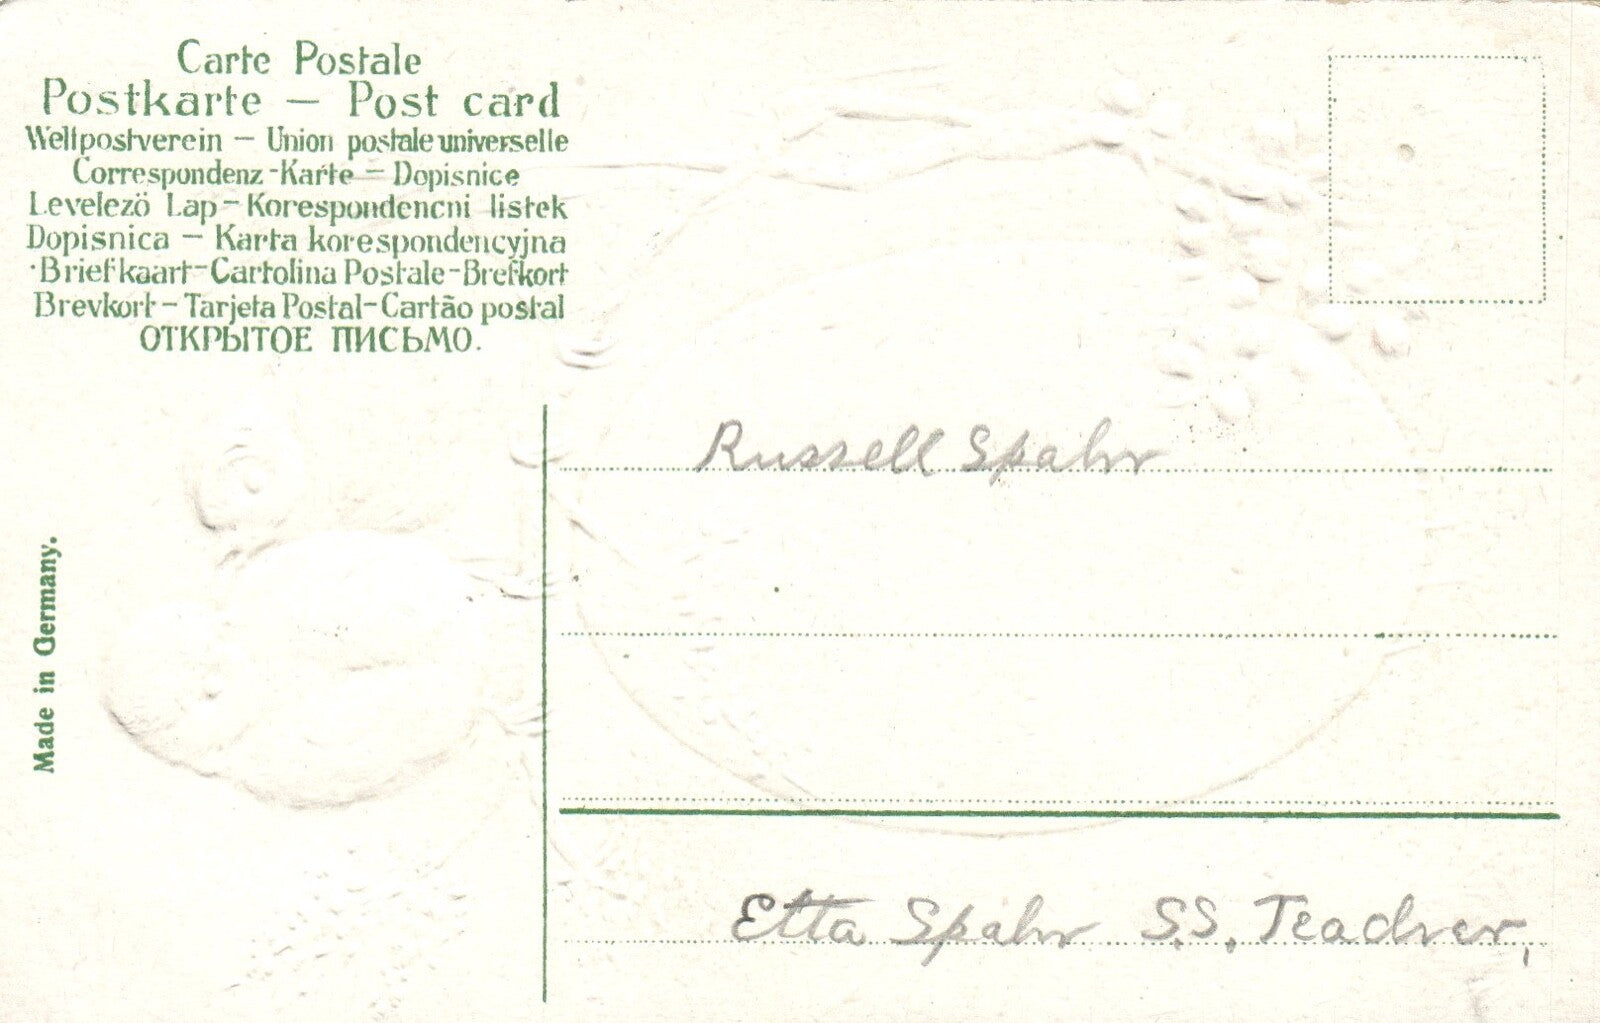 Carte Postale
Postkarte — Post card
Weltpostverein — Union postale universelle
Correspondenz-Karte — Dopisnice
Levelezö Lap-Korespondencni listek
Dopisnica — Karta korespondencyjna
Briefkaart-Cartolina Postale-Brefkort
Brevkort-Tarjeta Postal-Cartão postal
ОТКРЫТОЕ ПИСЬМО.
Made in Germany.
Russell Spahr
Etta Spahr S.S. Teacher,